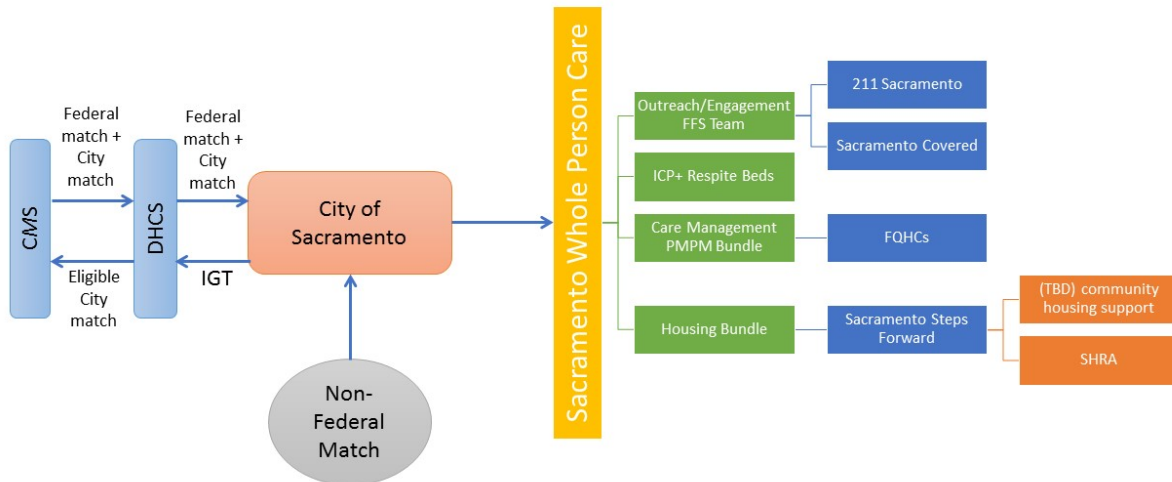 Federal
match +
City
match
Federal
match +
City
match
CMS
DHCS
Eligible
City
match
IGT
City of
Sacramento
Non-
Federal
Match
Sacramento Whole Person Care
Outreach/Engagement
FFS Team
ICP+ Respite Beds
Care Management
PMPM Bundle
Housing Bundle
211 Sacramento
Sacramento Covered
FQHCs
Sacramento Steps
Forward
(TBD) community
housing support
SHRA